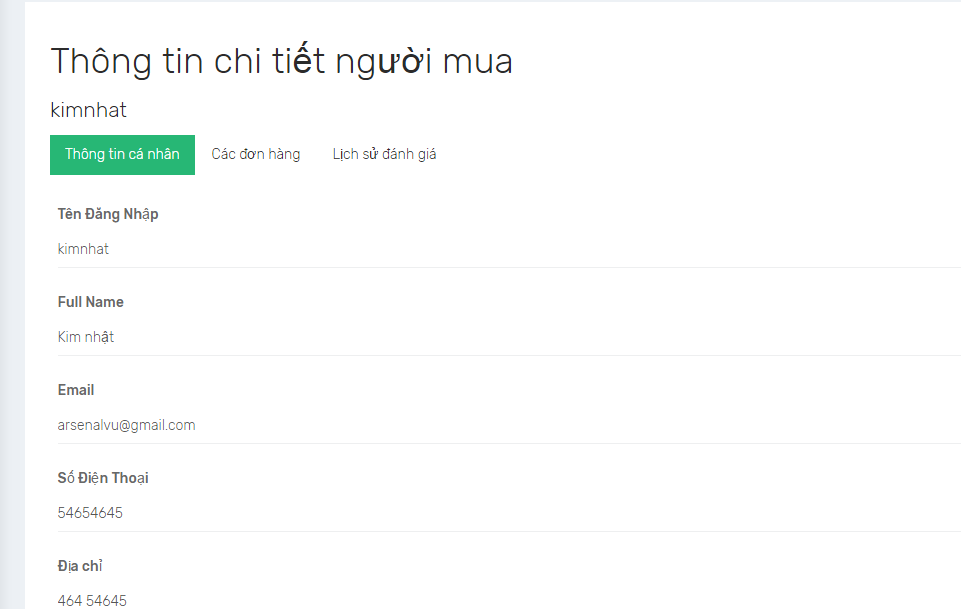 Thông tin chi tiết người mua
kimnhat
Thông tin cá nhân Các đơn hàng Lịch sử đánh giá
Tên Đăng Nhập
kimnhat
Full Name
Kim nhật
Email
arsenalvu@gmail.com
Số Điện Thoại
54654645
Địa chỉ
464 54645